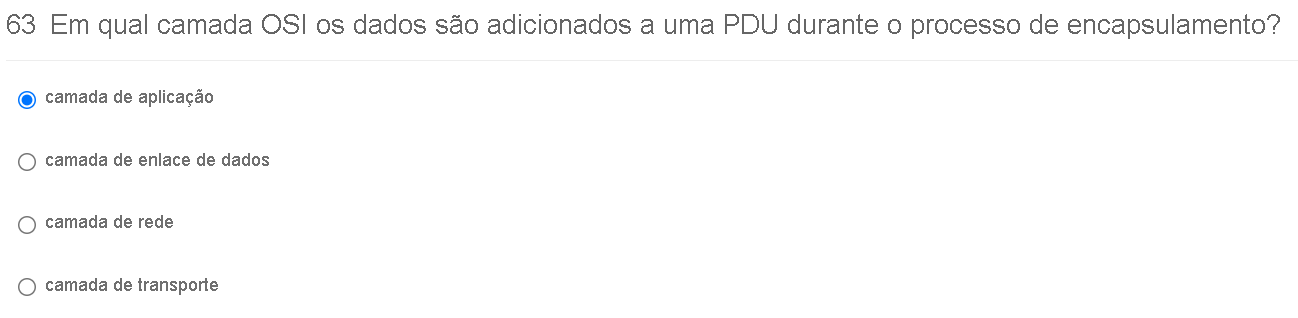 63 Em qual camada OSI os dados são adicionados a uma PDU durante o processo de encapsulamento?
camada de aplicação
camada de enlace de dados
camada de rede
camada de transporte